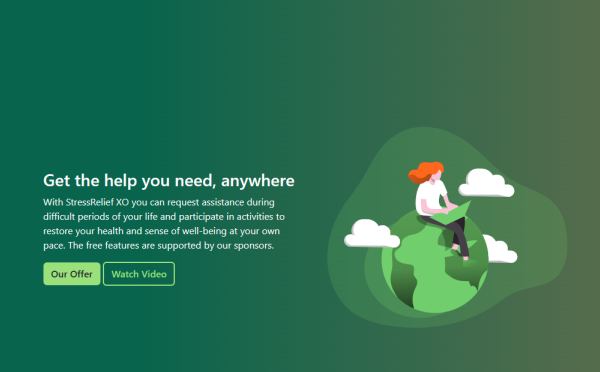 Get the help you need, anywhere
With StressRelief XO you can request assistance during
difficult periods of your life and participate in activities to
restore your health and sense of well-being at your own
pace. The free features are supported by our sponsors.
Our Offer
Watch Video